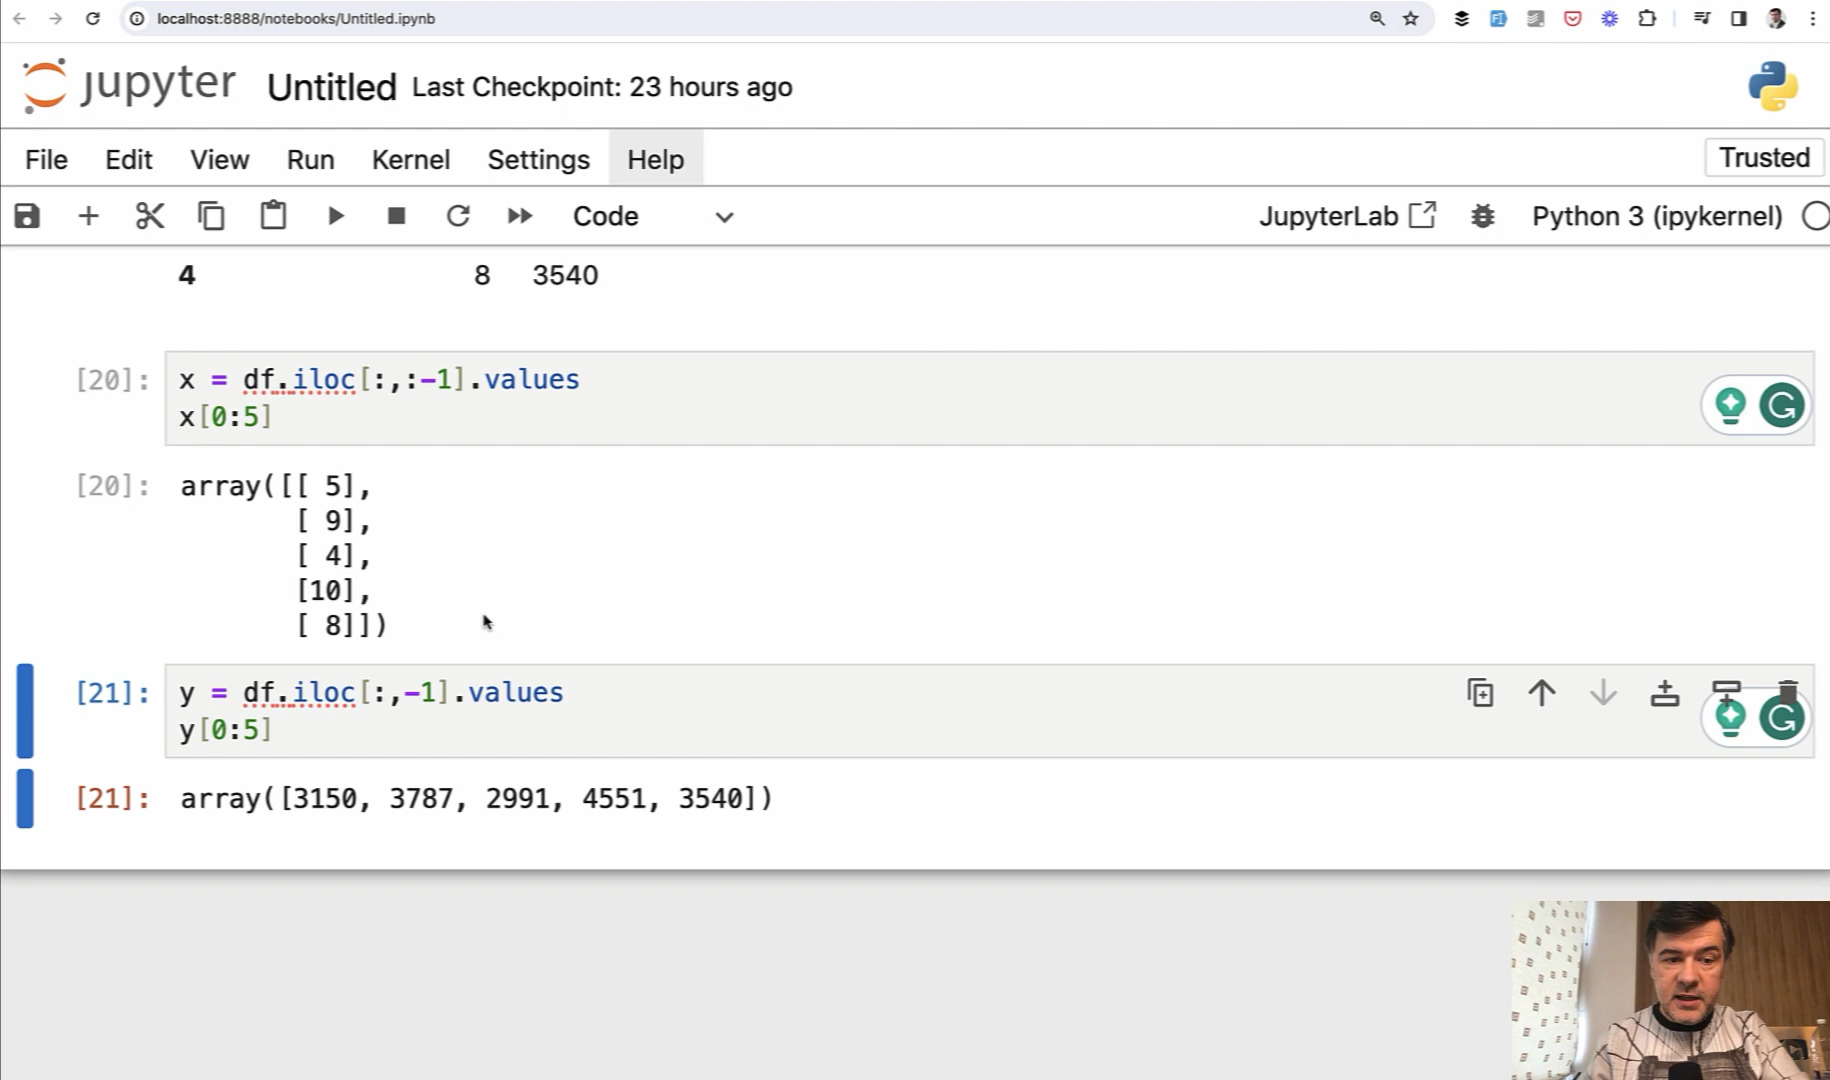 localhost:8888/notebooks/Untitled.ipynb
jupyter Untitled Last Checkpoint: 23 hours ago
File Edit View Run Kernel Settings Help Trusted
Code JupyterLab Python 3 (ipykernel)
4 8 3540
[20]: x = df.iloc[:,:-1].values
x[0:5]
[20]: array([[ 5],
[ 9],
[ 4],
[10],
[ 8]])
[21]: y = df.iloc[:,-1].values
y[0:5]
[21]: array([3150, 3787, 2991, 4551, 3540])